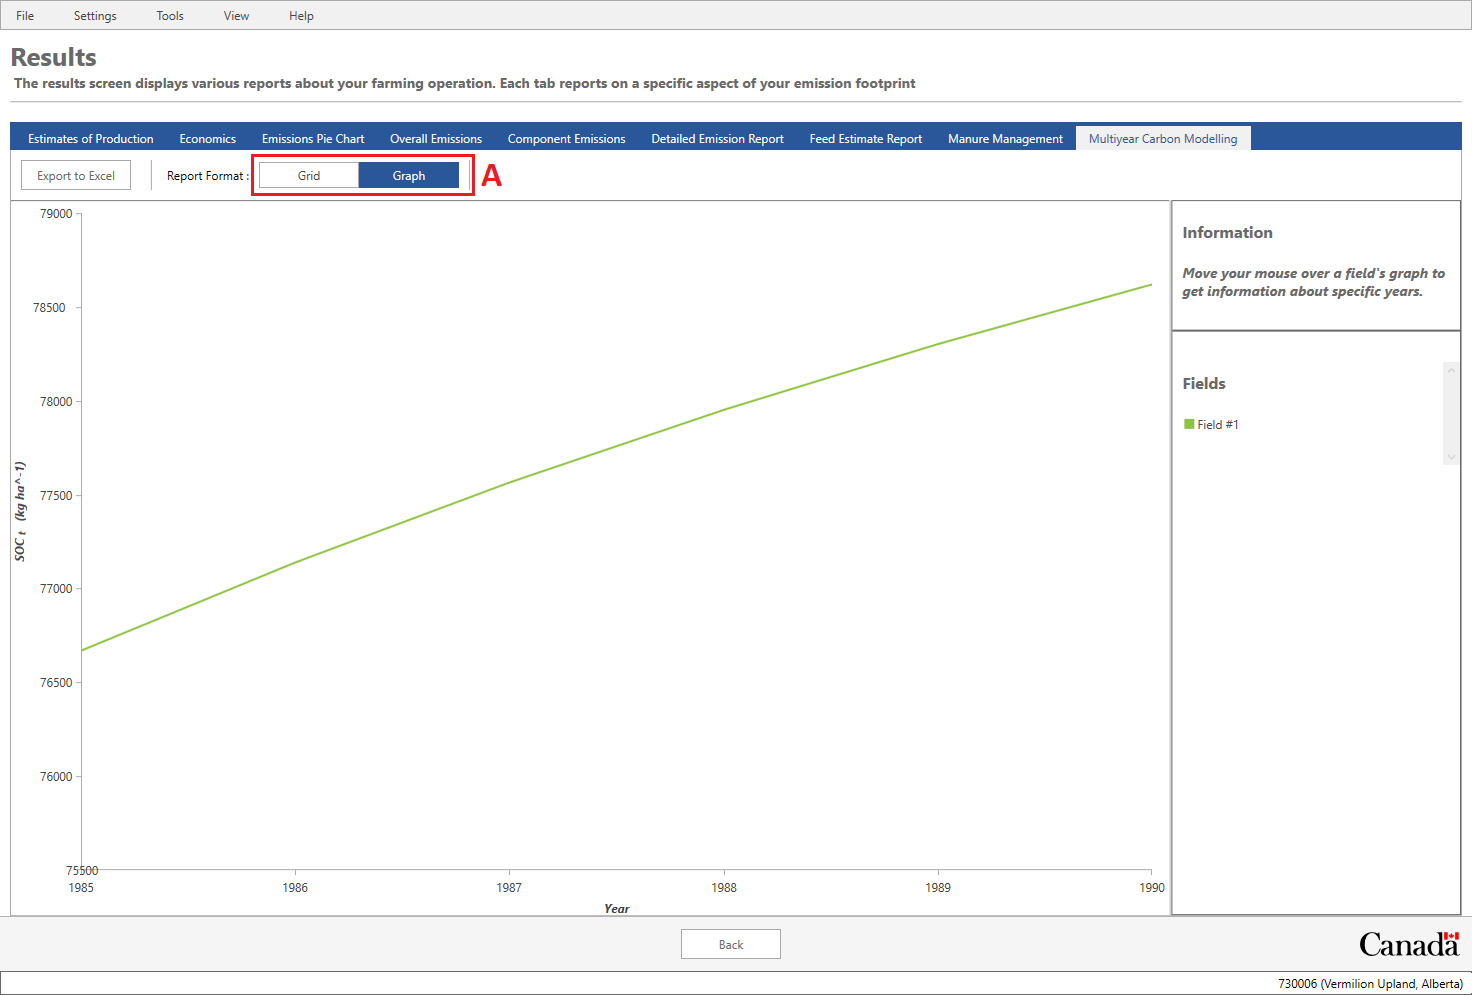 File Settings Tools View Help
Results
The results screen displays various reports about your farming operation. Each tab reports on a specific aspect of your emission footprint
Estimates of Production Economics Emissions Pie Chart Overall Emissions Component Emissions Detailed Emission Report Feed Estimate Report Manure Management Multiyear Carbon Modelling
Export to Excel Report Format : Grid Graph A
79000
78500
78000
77500
77000
76500
76000
75500
SOC t (kg ha^-1)
1985 1986 1987 1988 1989 1990
Year
Information
Move your mouse over a field's graph to
get information about specific years.
Fields
Field #1
Back
Canada
730006 (Vermilion Upland, Alberta)